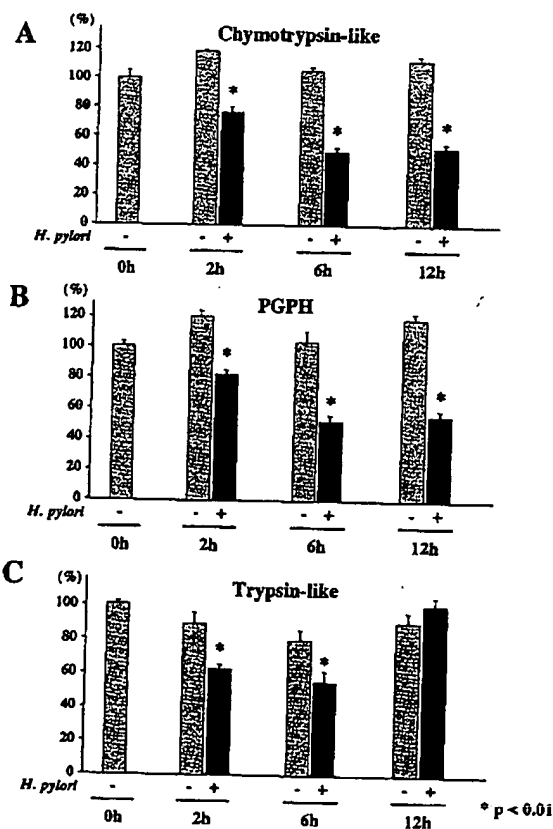 A
(%)
Chymotrypsin-like
120
100
80
60
40
20
0
*
*
*
H. pylori - - + - + - +
0h 2h 6h 12h
B
(%)
PGPH
120
100
80
60
40
20
0
*
*
*
H. pylori - - + - + - +
0h 2h 6h 12h
C
(%)
Trypsin-like
100
80
60
40
20
0
*
*
H. pylori - - + - + - +
0h 2h 6h 12h
* p < 0.01